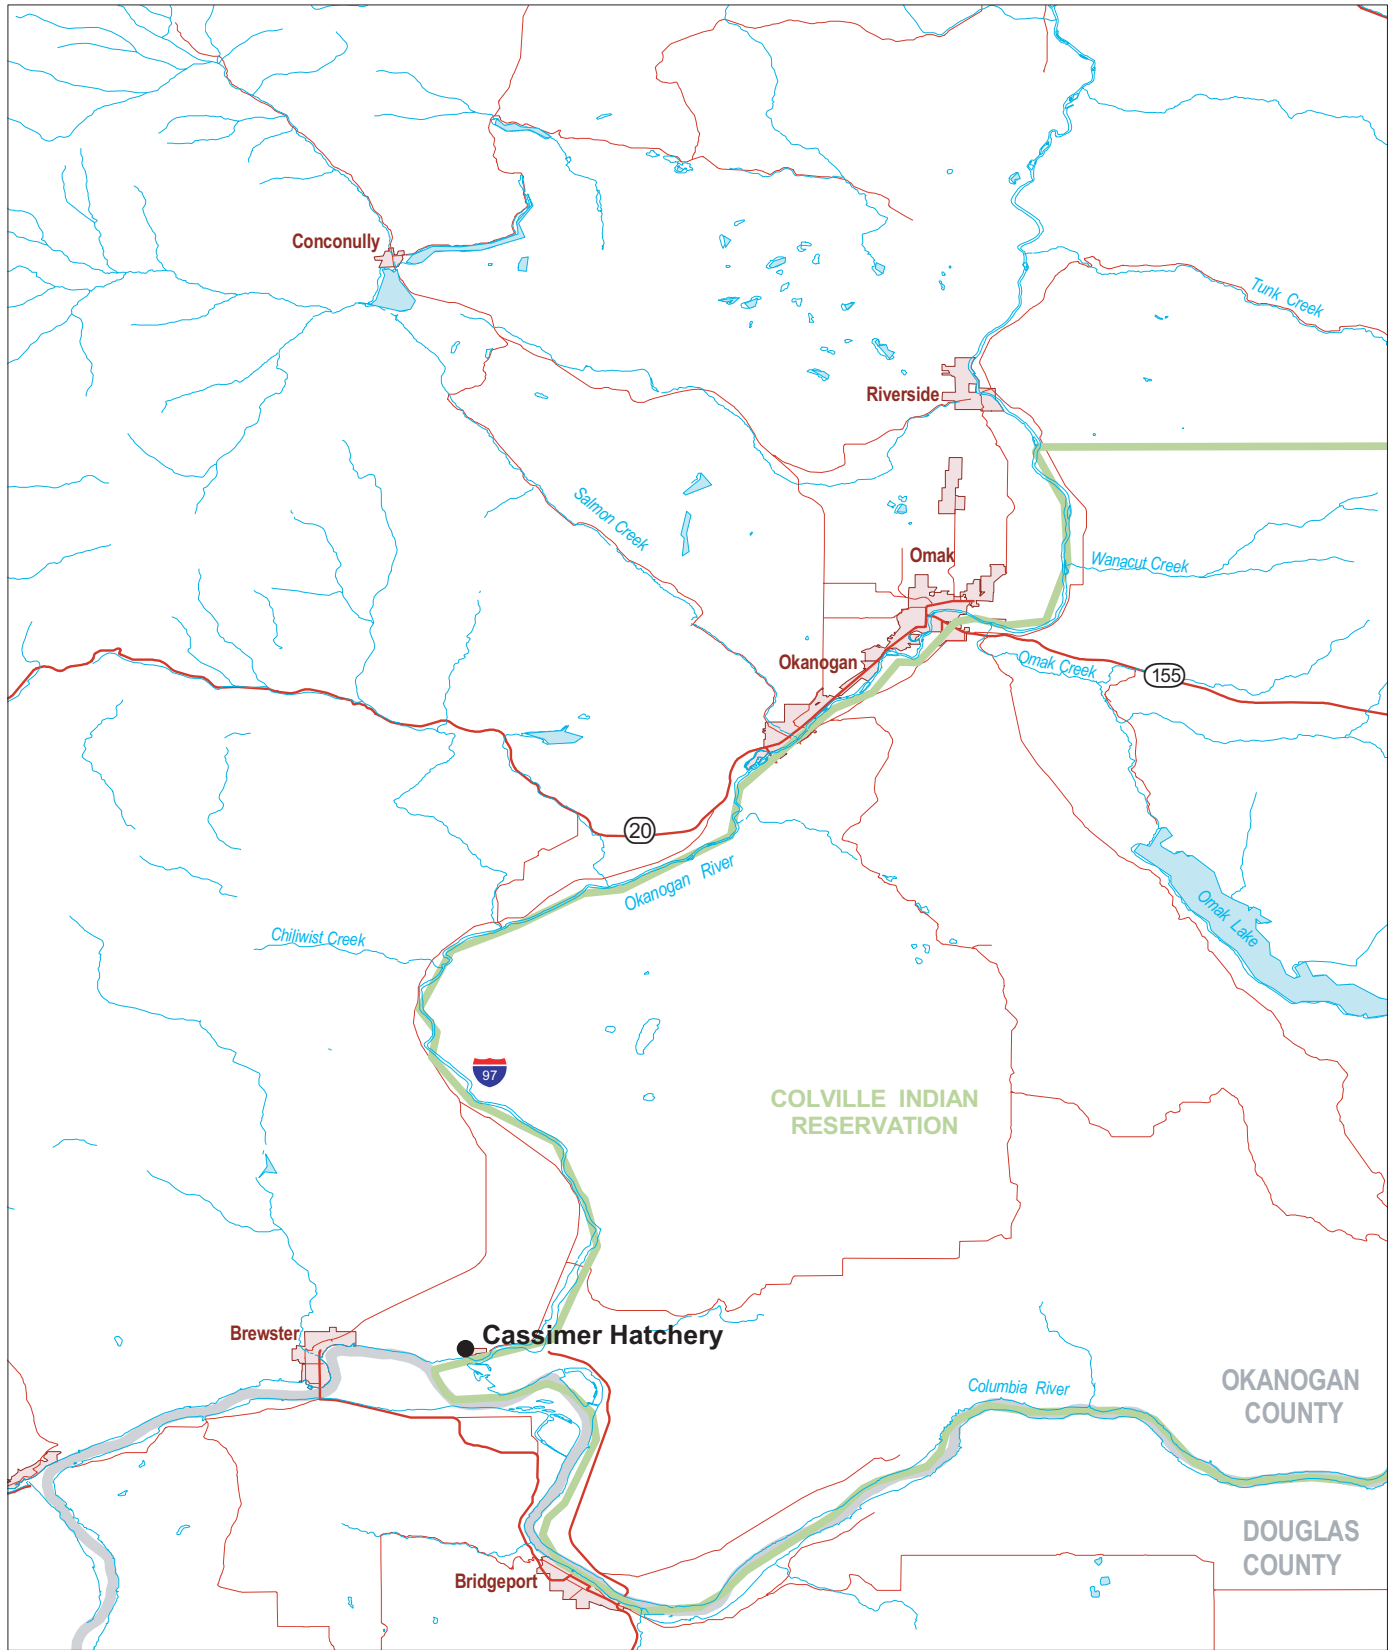 Conconully
Tunk Creek
Riverside
Salmon Creek
Omak
Wanacut Creek
Okanogan
Omak Creek
155
20
Okanogan River
Omak Lake
Chiliwist Creek
97
COLVILLE INDIAN
RESERVATION
Brewster
Cassimer Hatchery
Columbia River
OKANOGAN
COUNTY
DOUGLAS
COUNTY
Bridgeport